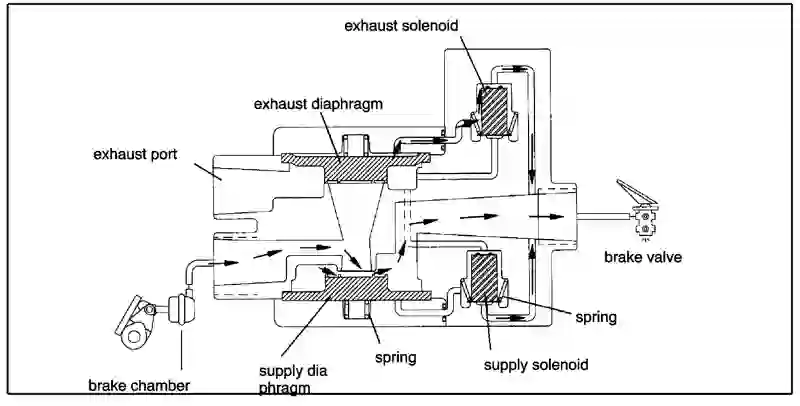 exhaust solenoid
exhaust diaphragm
exhaust port
brake valve
spring
spring
supply solenoid
supply dia
phragm
brake chamber